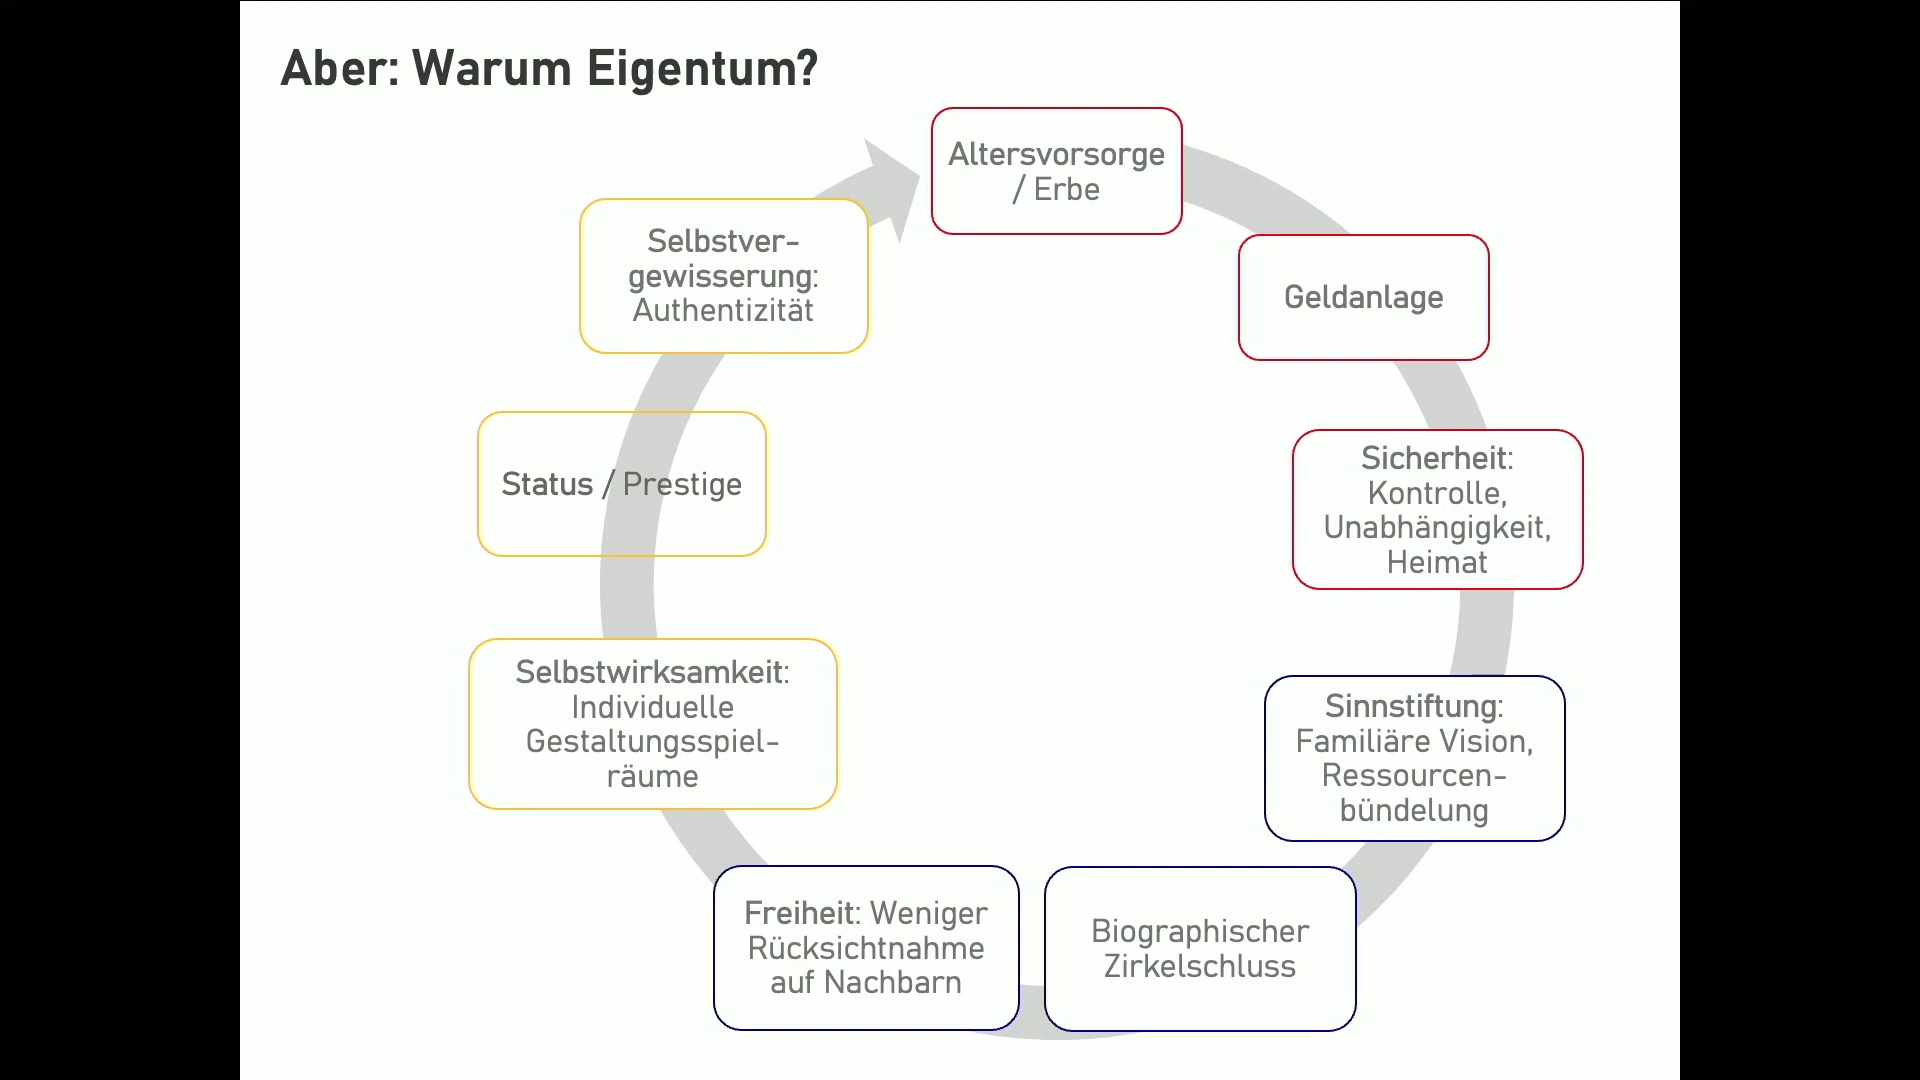 Aber: Warum Eigentum?
Altersvorsorge
/ Erbe
Geldanlage
Sicherheit:
Kontrolle,
Unabhängigkeit,
Heimat
Sinnstiftung:
Familiäre Vision,
Ressourcen-
bündelung
Biographischer
Zirkelschluss
Freiheit: Weniger
Rücksichtnahme
auf Nachbarn
Selbstwirksamkeit:
Individuelle
Gestaltungsspiel-
räume
Status / Prestige
Selbstver-
gewisserung:
Authentizität